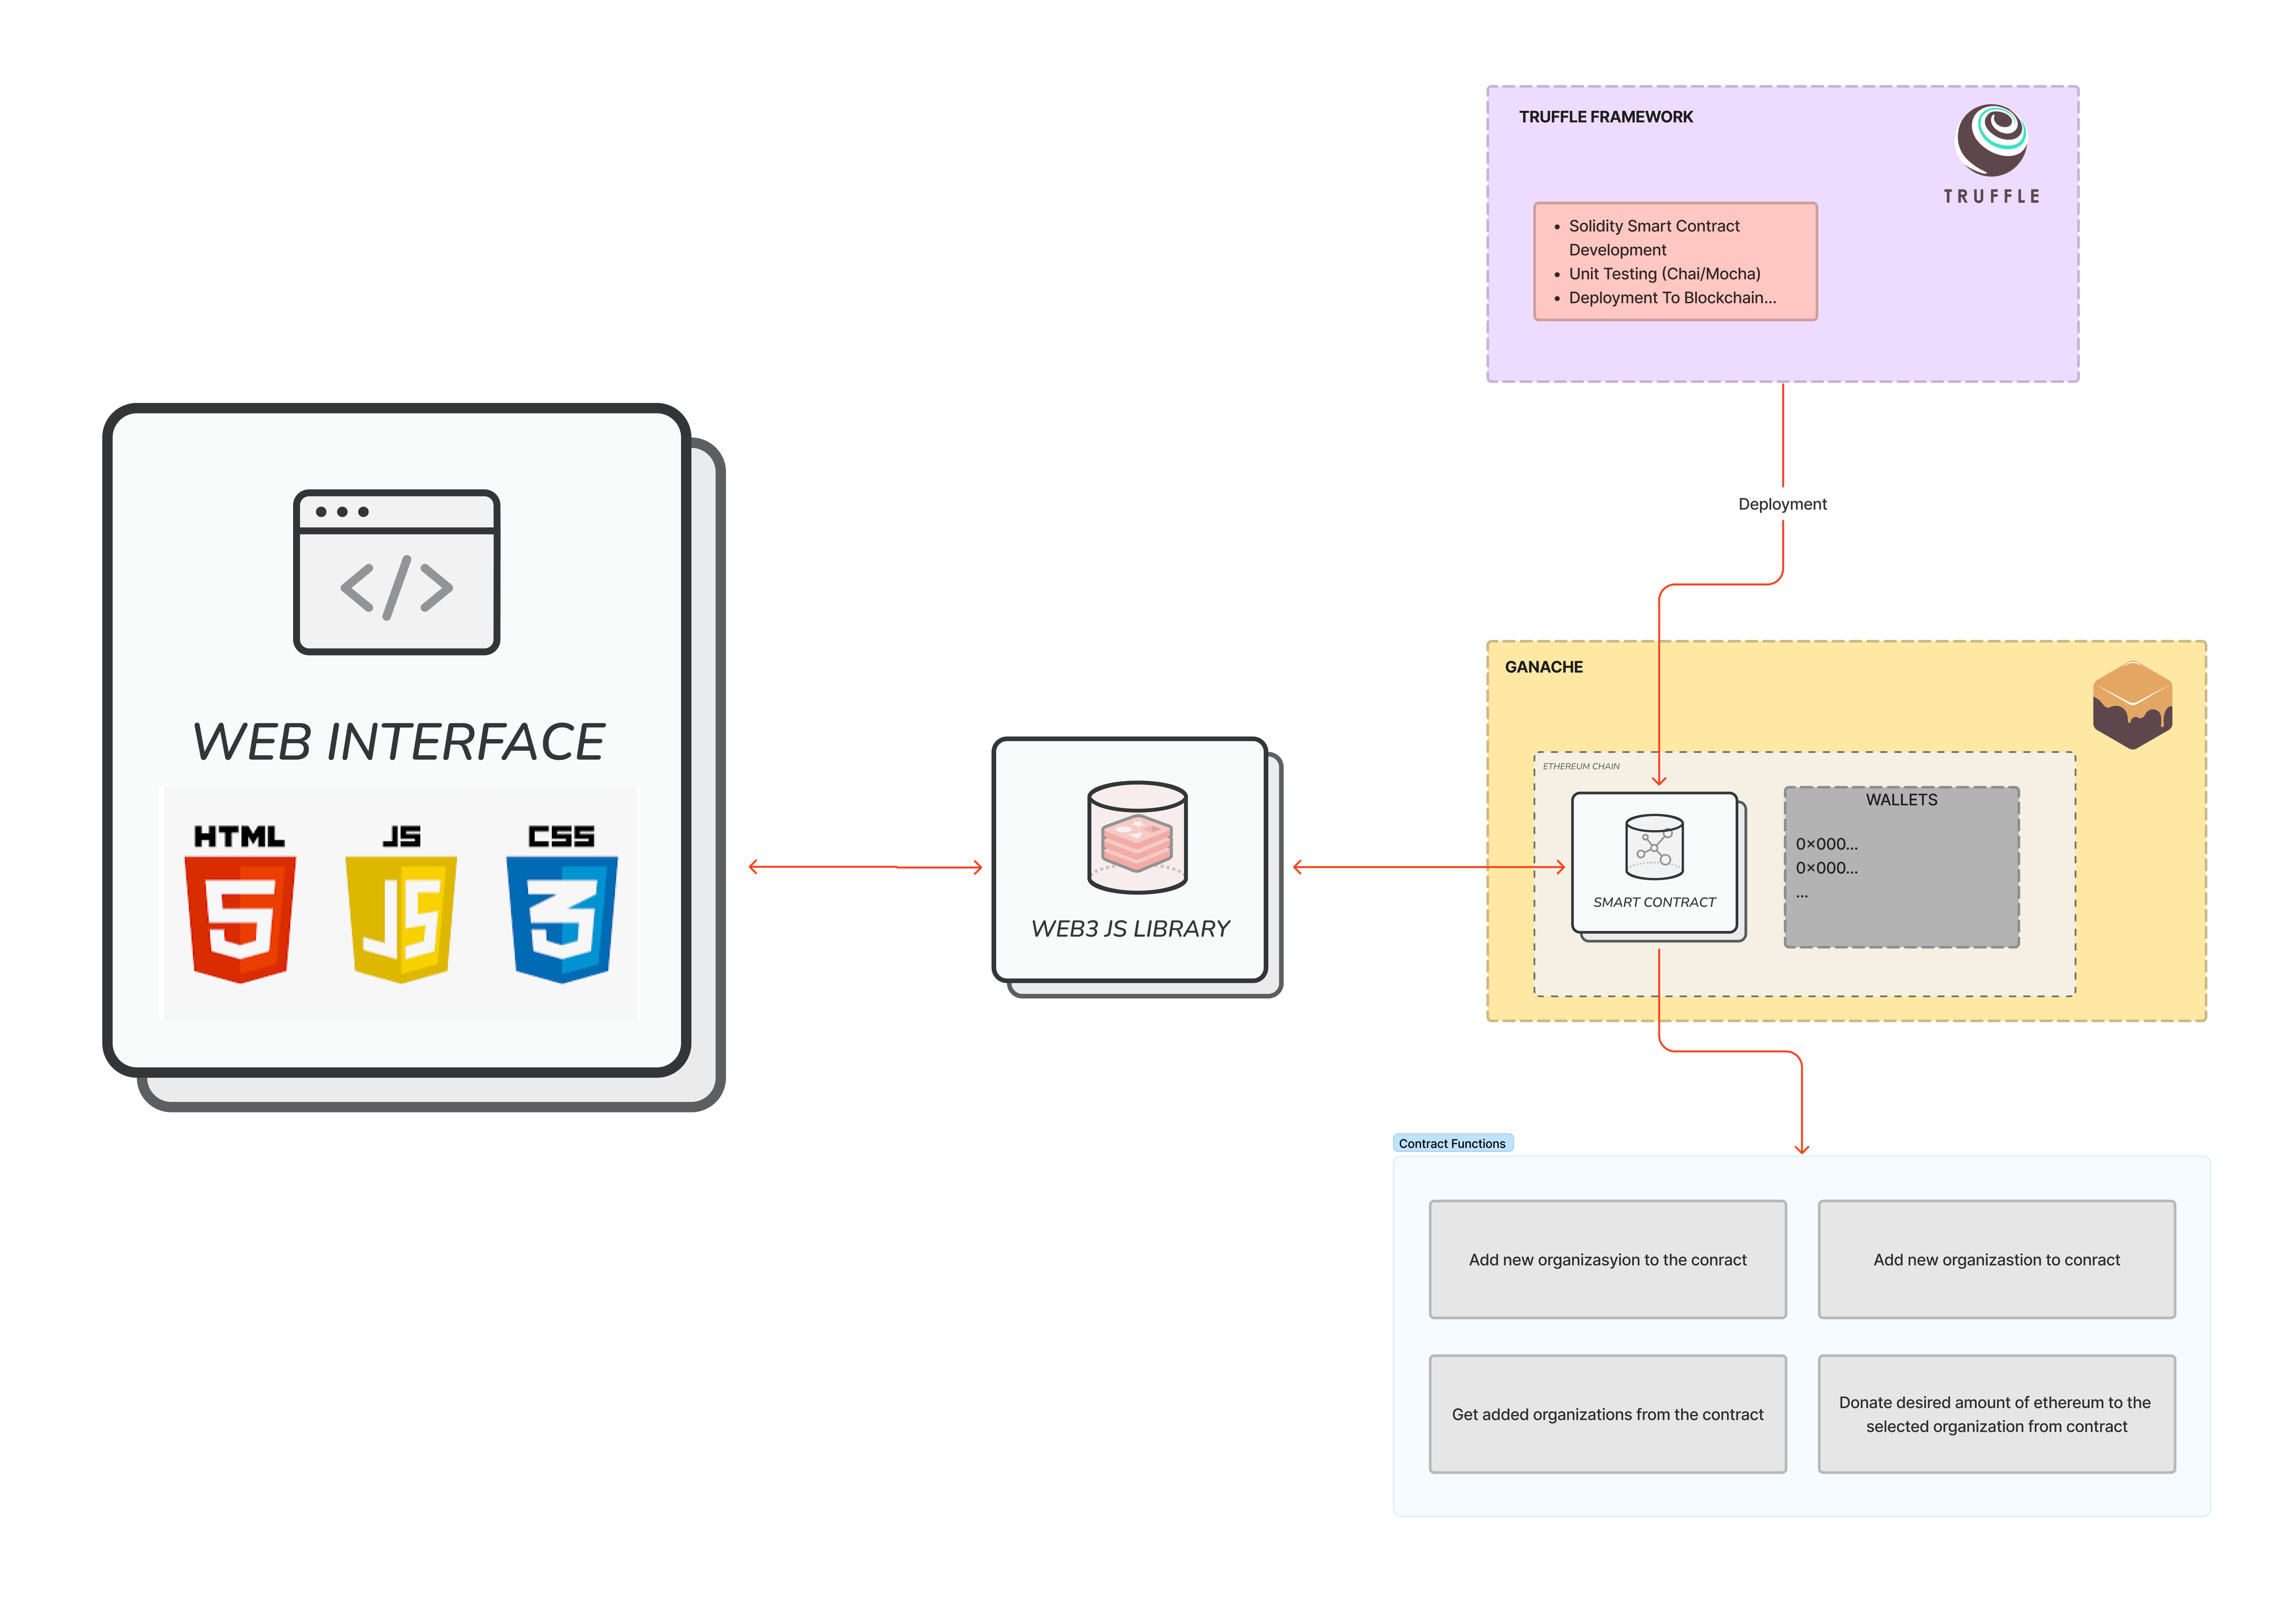 TRUFFLE FRAMEWORK
TRUFFLE
• Solidity Smart Contract
Development
• Unit Testing (Chai/Mocha)
• Deployment To Blockchain...
Deployment
WEB INTERFACE
HTML
JS
CSS
5
JS
3
WEB3 JS LIBRARY
GANACHE
ETHEREUM CHAIN
SMART CONTRACT
WALLETS
0×000...
0×000...
...
Contract Functions
Add new organizasyion to the conract
Add new organizastion to conract
Get added organizations from the contract
Donate desired amount of ethereum to the
selected organization from contract